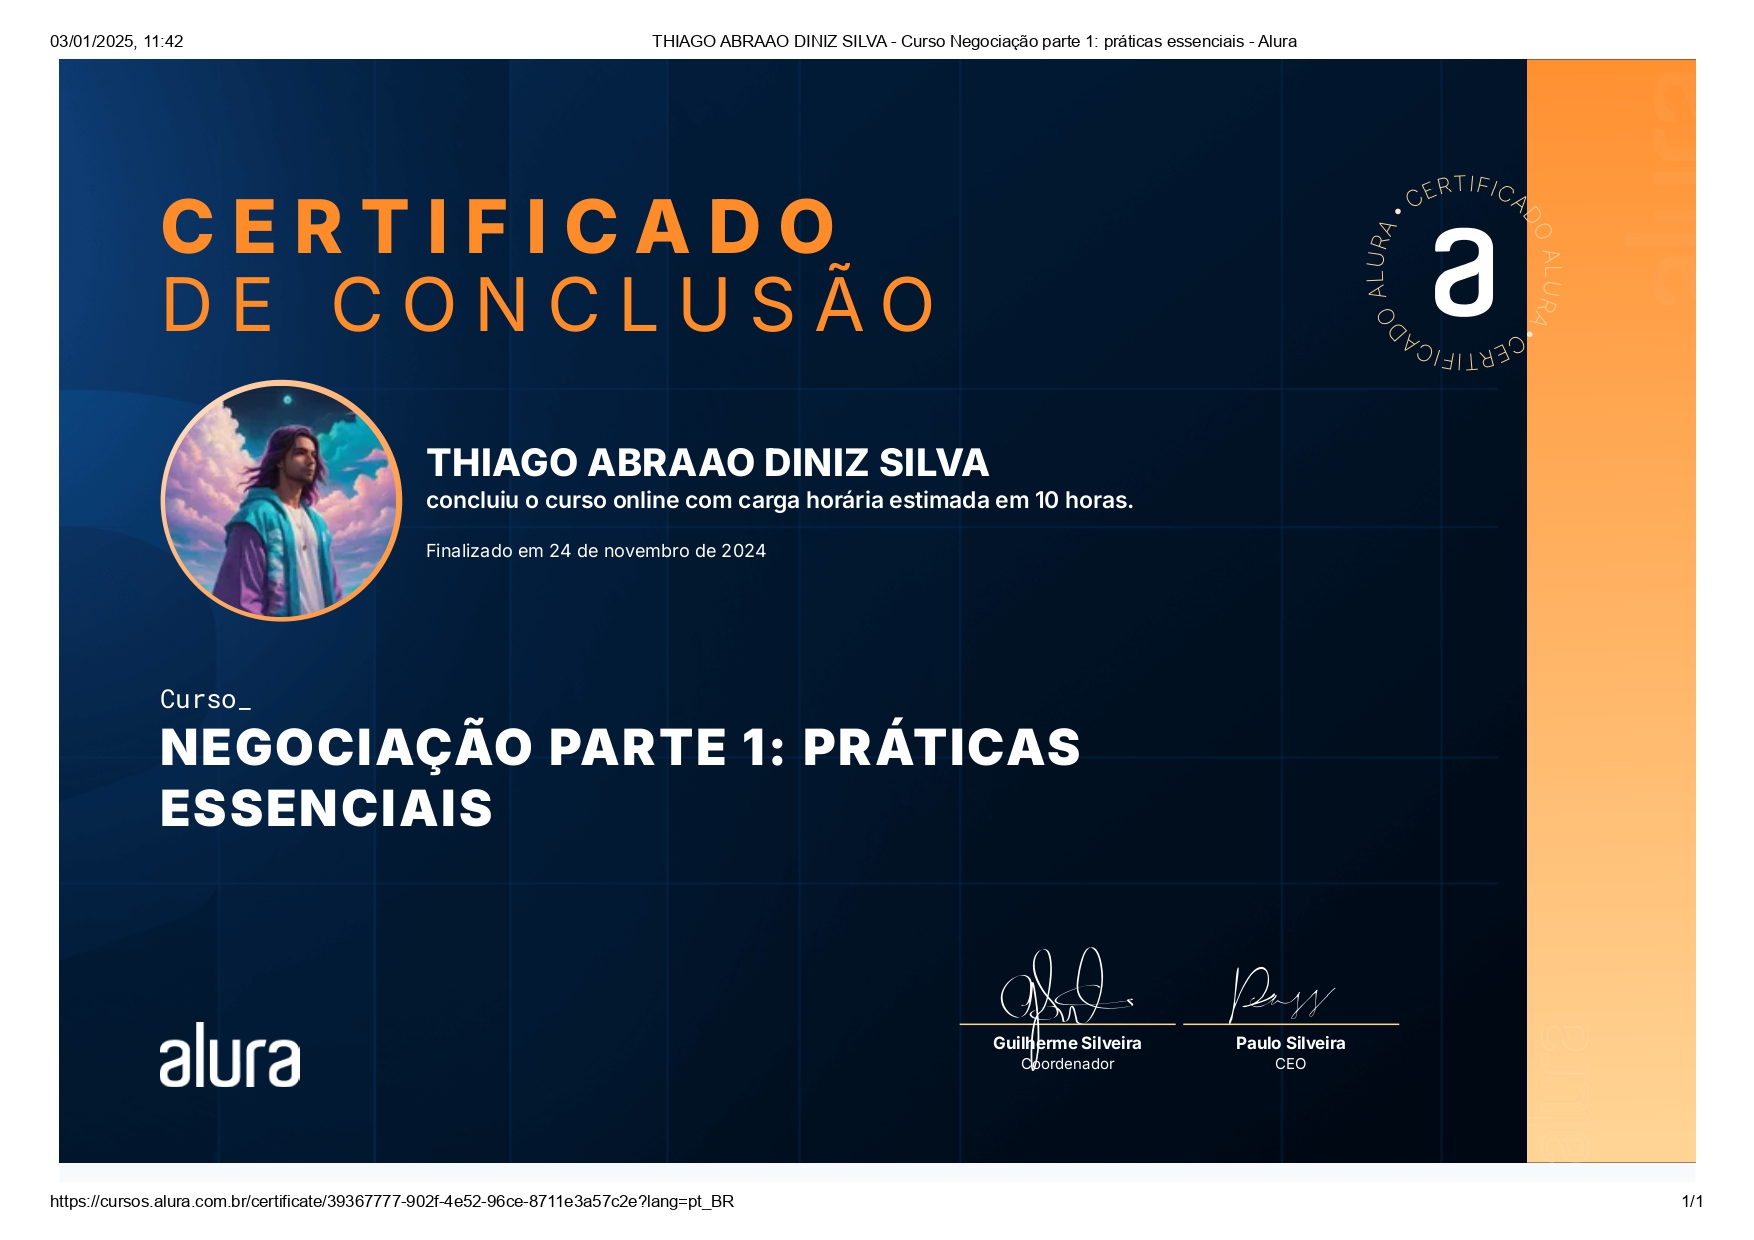 03/01/2025, 11:42
THIAGO ABRAAO DINIZ SILVA - Curso Negociação parte 1: práticas essenciais - Alura
CERTIFICADO
DE CONCLUSÃO
CERTIFICADO ALURA • CERTIFICADO ALURA •
a
THIAGO ABRAAO DINIZ SILVA
concluiu o curso online com carga horária estimada em 10 horas.
Finalizado em 24 de novembro de 2024
Curso_
NEGOCIAÇÃO PARTE 1: PRÁTICAS
ESSENCIAIS
alura
Guilherme Silveira
Coordenador
Paulo Silveira
CEO
alura
alura
https://cursos.alura.com.br/certificate/39367777-902f-4e52-96ce-8711e3a57c2e?lang=pt_BR
1/1